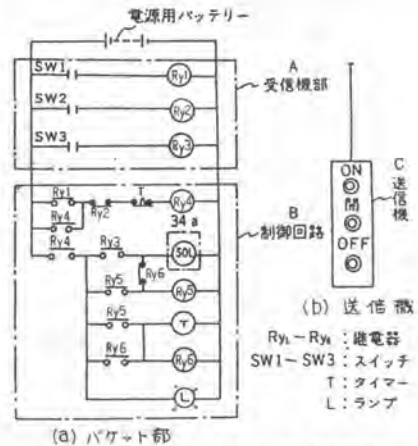 電源用バッテリー
SW1
Ry1
A
受信機部
SW2
Ry2
SW3
Ry3
Ry1
Ry4
Ry2
T
Ry4
34a
B
制御回路
Ry4
Ry3
SOL
Ry6
Ry5
Ry5
Ry5
T
Ry6
Ry6
L
(a) バケット部
ON
開
OFF
C
送信機
(b) 送信機
Ry1~Ry6 : 継電器
SW1~SW3 : スイッチ
T : タイマー
L : ランプ